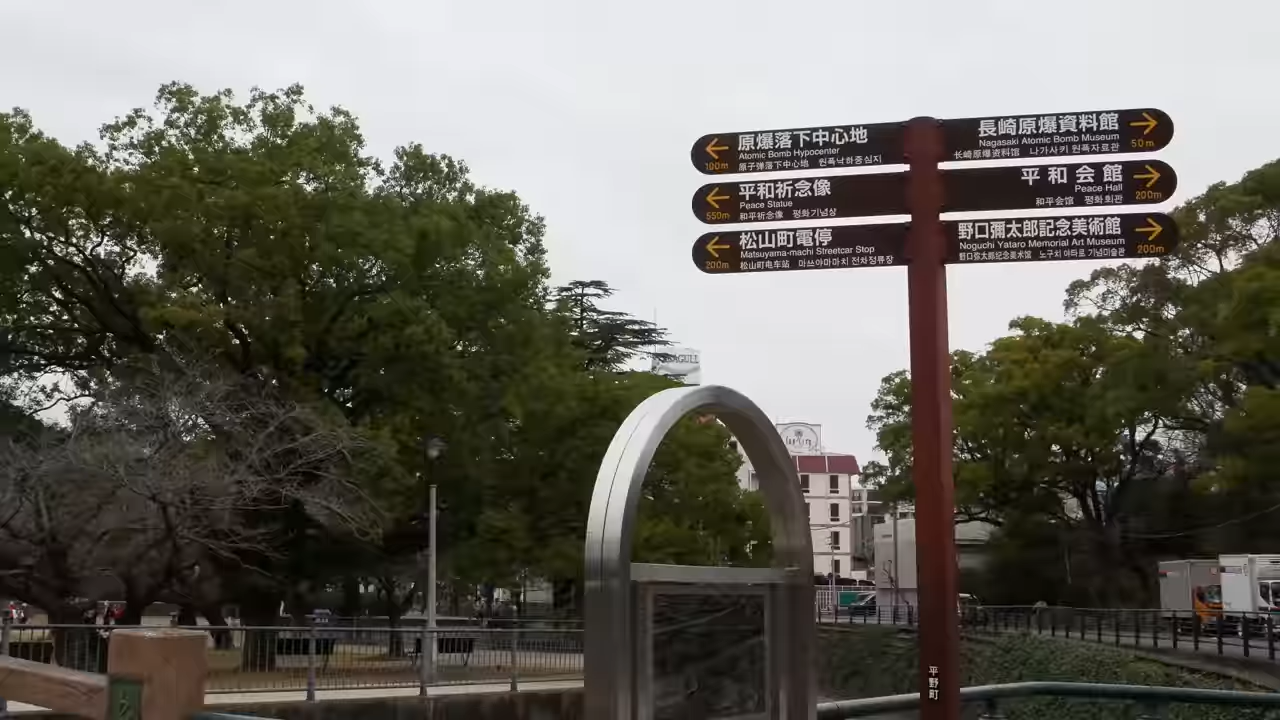 原爆落下中心地
Atomic Bomb Hypocenter
原子弹落下中心地 원폭낙하중심지
100m
平和祈念像
Peace Statue
和平祈念像 평화기념상
550m
松山町電停
Matsuyama-machi Streetcar Stop
松山町电车站 마쓰야마마치 전차정류장
200m
長崎原爆資料館
Nagasaki Atomic Bomb Museum
长崎原爆资料馆 나가사키 원폭자료관
50m
平和会館
Peace Hall
和平会馆 평화회관
200m
野口彌太郎記念美術館
Noguchi Yataro Memorial Art Museum
野口弥太郎纪念美术馆 노구치 야타로 기념미술관
200m
平野町